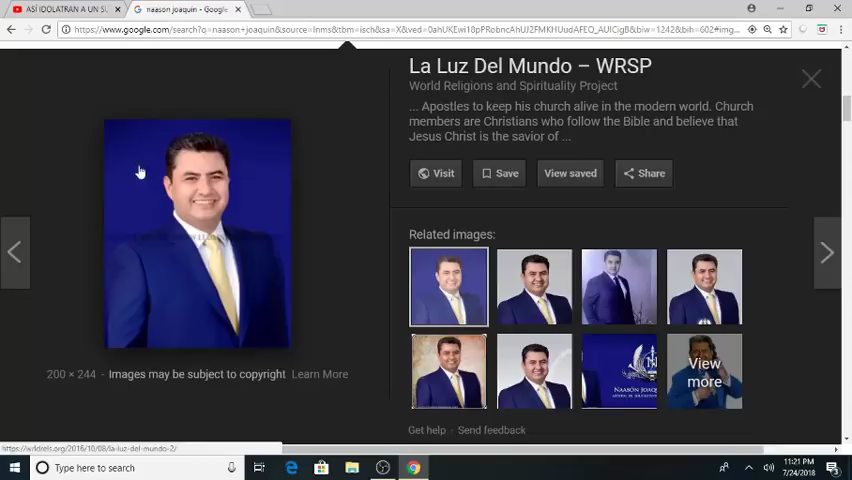 ASÍ IDOLATRAN A UN SU
naason joaquin - Google Se
https://www.google.com/search?q=naason+joaquin&source=lnms&tbm=isch&sa=X&ved=0ahUKEwi18pPRobncAhUJ2FMKHUudAFEQ_AUICigB&biw=1242&bih=602#img...
La Luz Del Mundo – WRSP
World Religions and Spirituality Project
... Apostles to keep his church alive in the modern world. Church
members are Christians who follow the Bible and believe that
Jesus Christ is the savior of ...
Visit
Save
View saved
Share
Related images:
NAASÓN JOAQU
View
more
200 × 244 - Images may be subject to copyright Learn More
Get help - Send feedback
https://wrldrels.org/2016/10/08/la-luz-del-mundo-2/
Type here to search
11:21 PM
7/24/2018